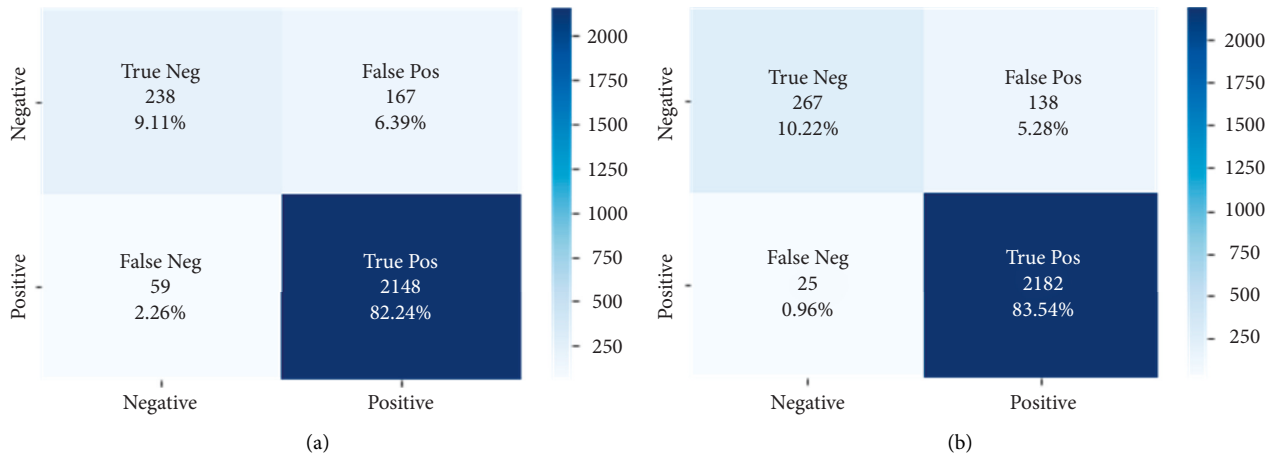 Negative
Positive
True Neg
238
9.11%
False Pos
167
6.39%
False Neg
59
2.26%
True Pos
2148
82.24%
Negative
Positive
2000
1750
1500
1250
1000
750
500
250
(a)
Negative
Positive
True Neg
267
10.22%
False Pos
138
5.28%
False Neg
25
0.96%
True Pos
2182
83.54%
Negative
Positive
2000
1750
1500
1250
1000
750
500
250
(b)